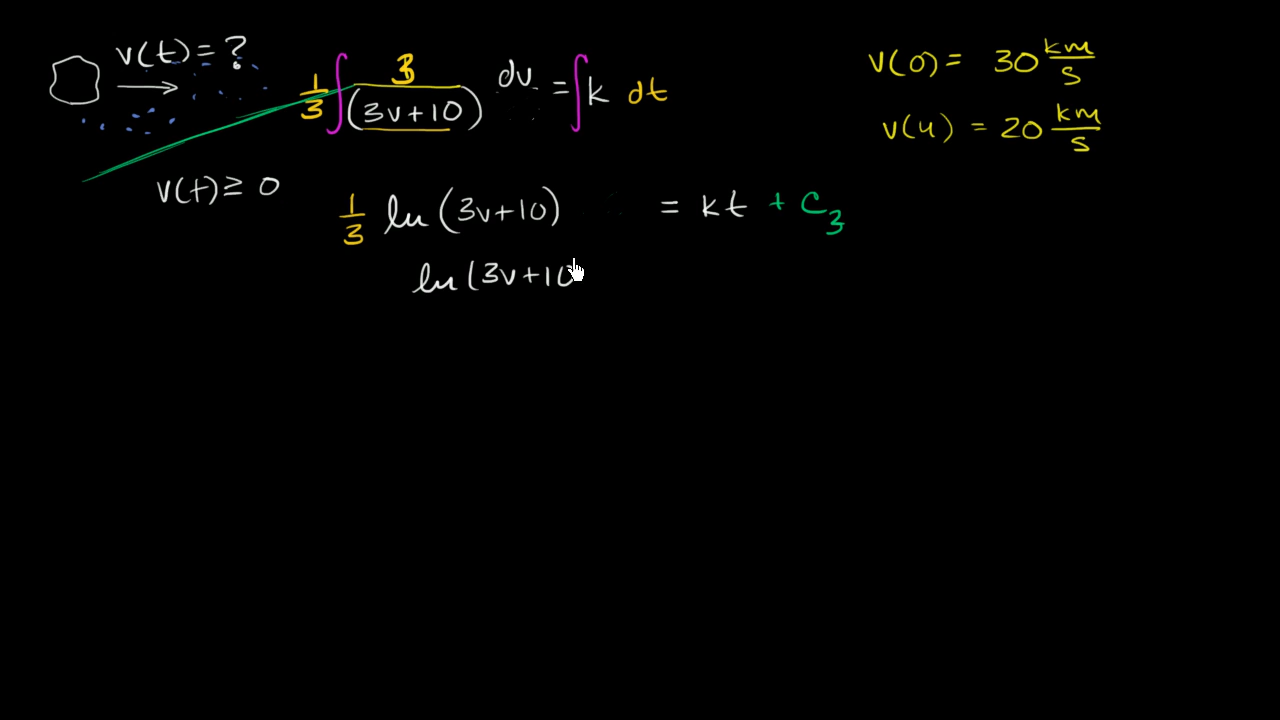 v(t) = ?
1/3 ∫ 3/(3v+10) dv = ∫ k dt
v(0) = 30 km/s
v(4) = 20 km/s
v(t) ≥ 0
1/3 ln(3v+10) = kt + C₃
ln(3v+10)